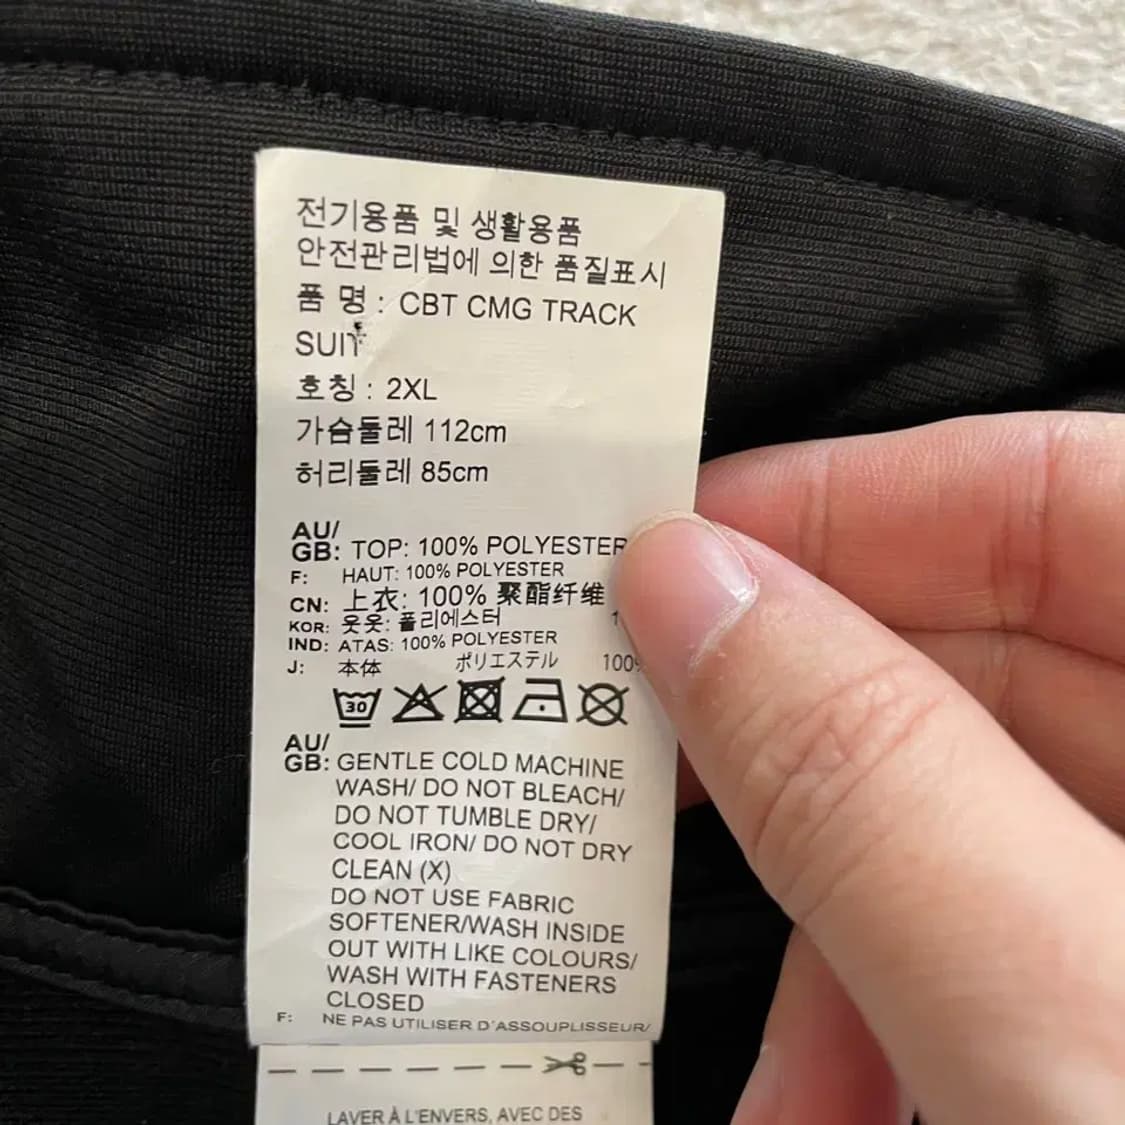 전기용품 및 생활용품
안전관리법에 의한 품질표시
품 명 : CBT CMG TRACK
SUIT
호칭 : 2XL
가슴둘레 112cm
허리둘레 85cm
AU/
GB: TOP: 100% POLYESTER
F: HAUT: 100% POLYESTER
CN: 上衣: 100% 聚酯纤维
KOR: 웃옷: 폴리에스터
IND: ATAS: 100% POLYESTER
J: 本体 ポリエステル 100%
30
AU/
GB: GENTLE COLD MACHINE
WASH/ DO NOT BLEACH/
DO NOT TUMBLE DRY/
COOL IRON/ DO NOT DRY
CLEAN (X)
DO NOT USE FABRIC
SOFTENER/WASH INSIDE
OUT WITH LIKE COLOURS/
WASH WITH FASTENERS
CLOSED
F: NE PAS UTILISER D'ASSOUPLISSEUR/
LAVER À L'ENVERS, AVEC DES